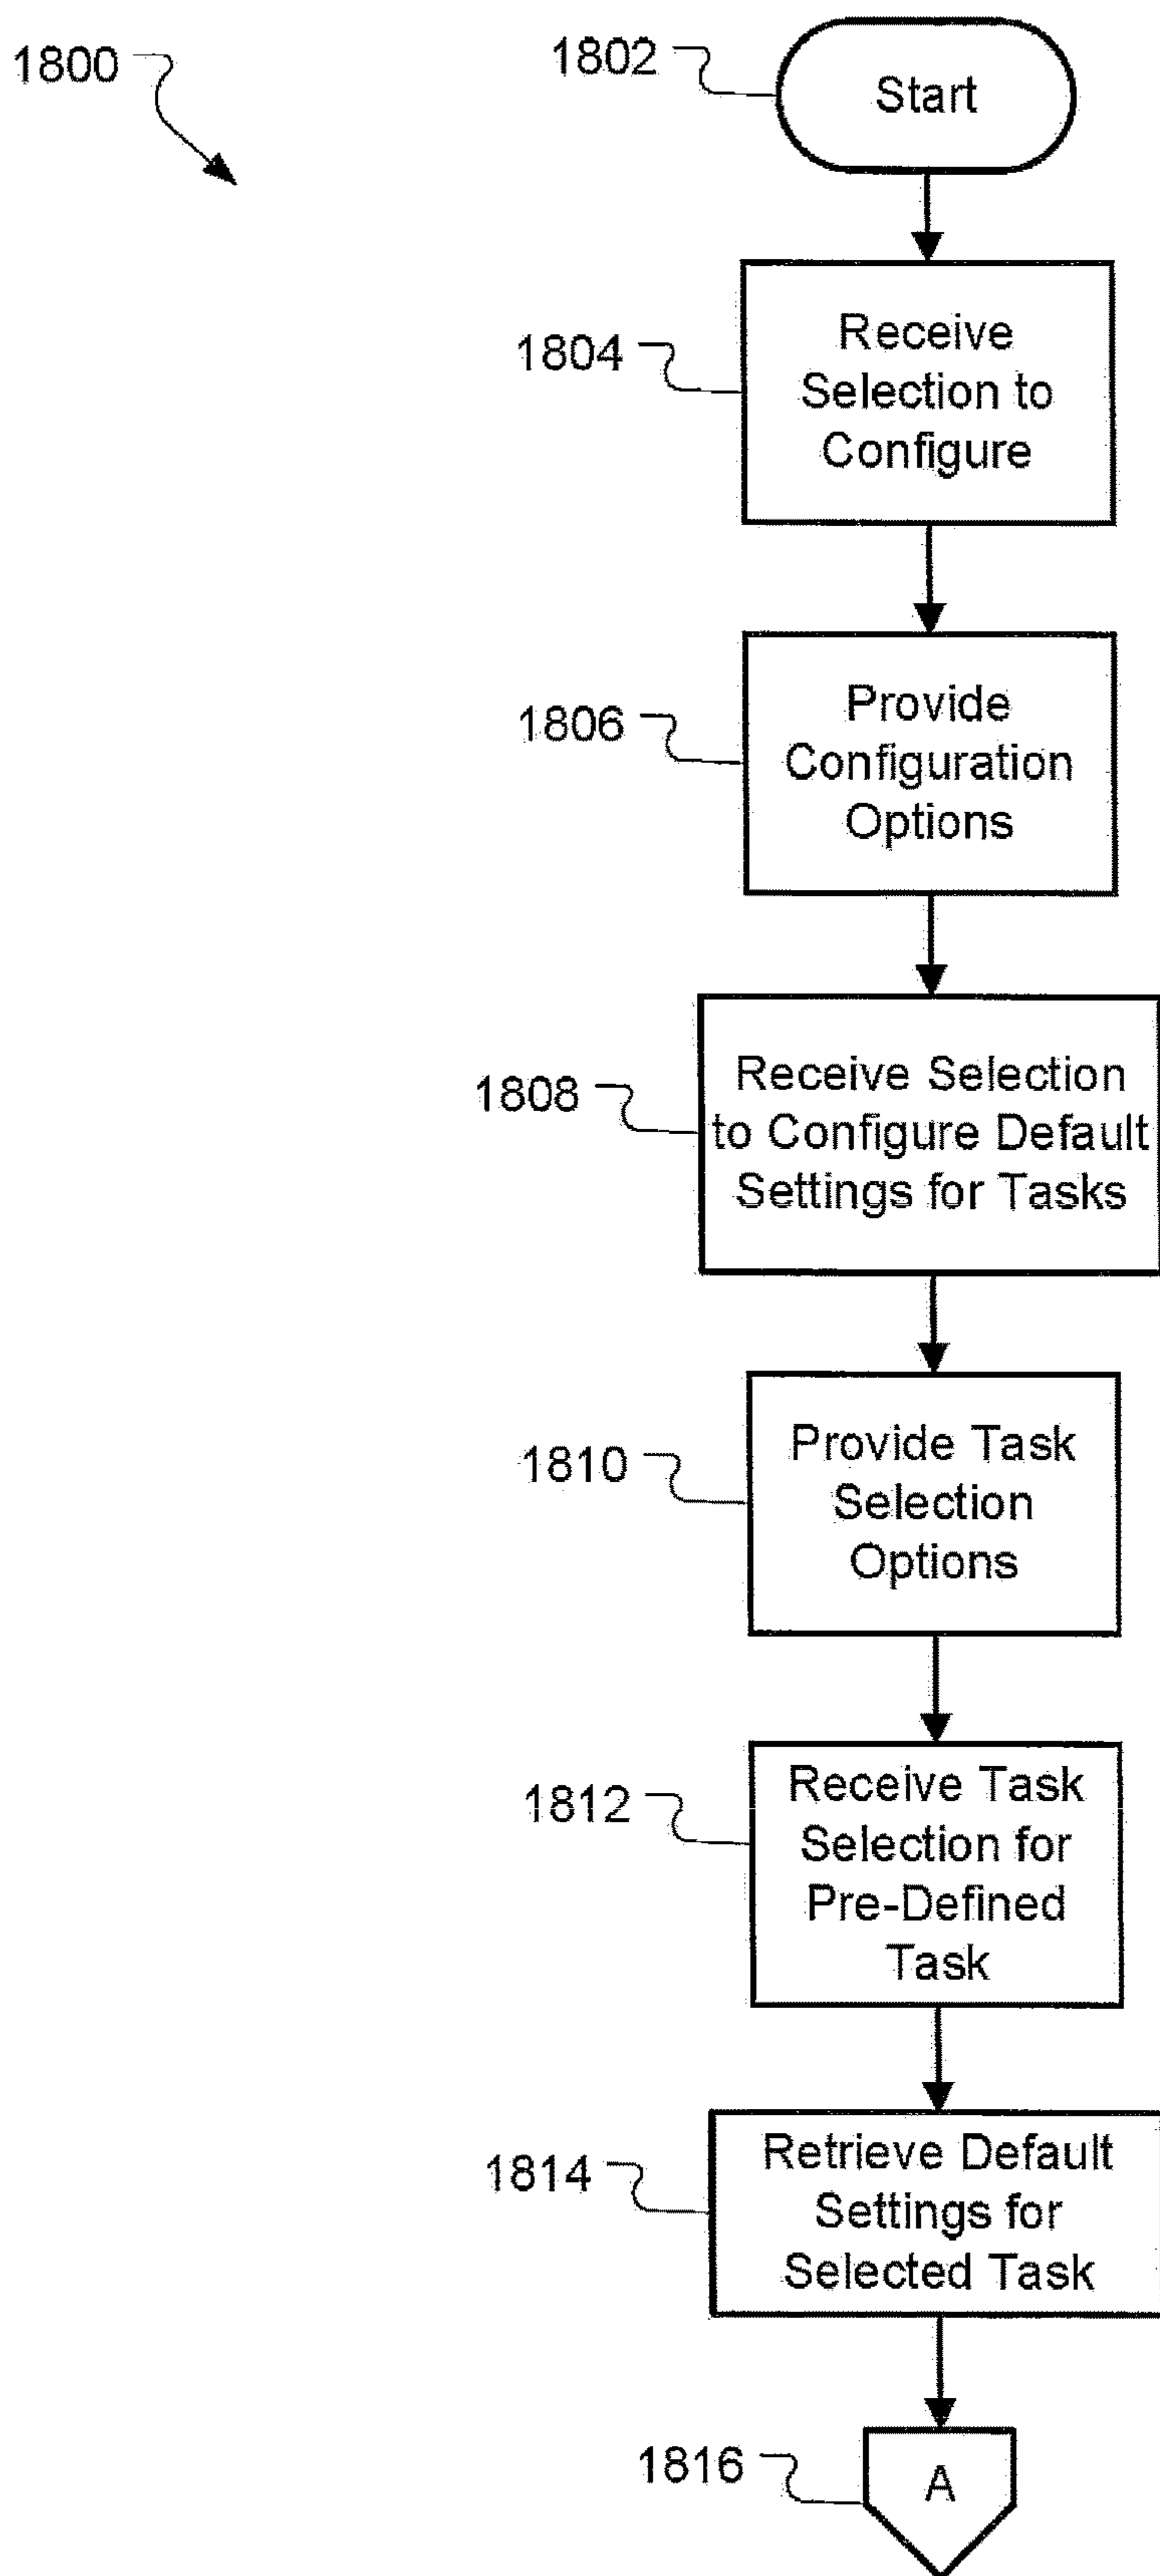 1800
1802
Start
1804
Receive
Selection to
Configure
1806
Provide
Configuration
Options
1808
Receive Selection
to Configure Default
Settings for Tasks
1810
Provide Task
Selection
Options
1812
Receive Task
Selection for
Pre-Defined
Task
1814
Retrieve Default
Settings for
Selected Task
1816
A